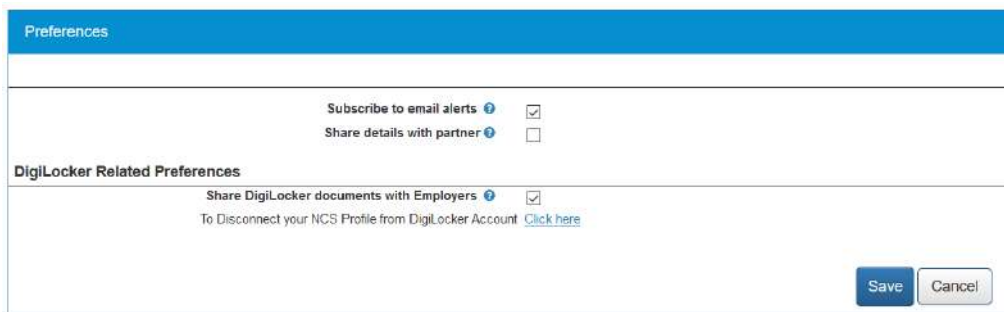 Preferences
Subscribe to email alerts
Share details with partner
DigiLocker Related Preferences
Share DigiLocker documents with Employers
To Disconnect your NCS Profile from DigiLocker Account Click here
Save Cancel